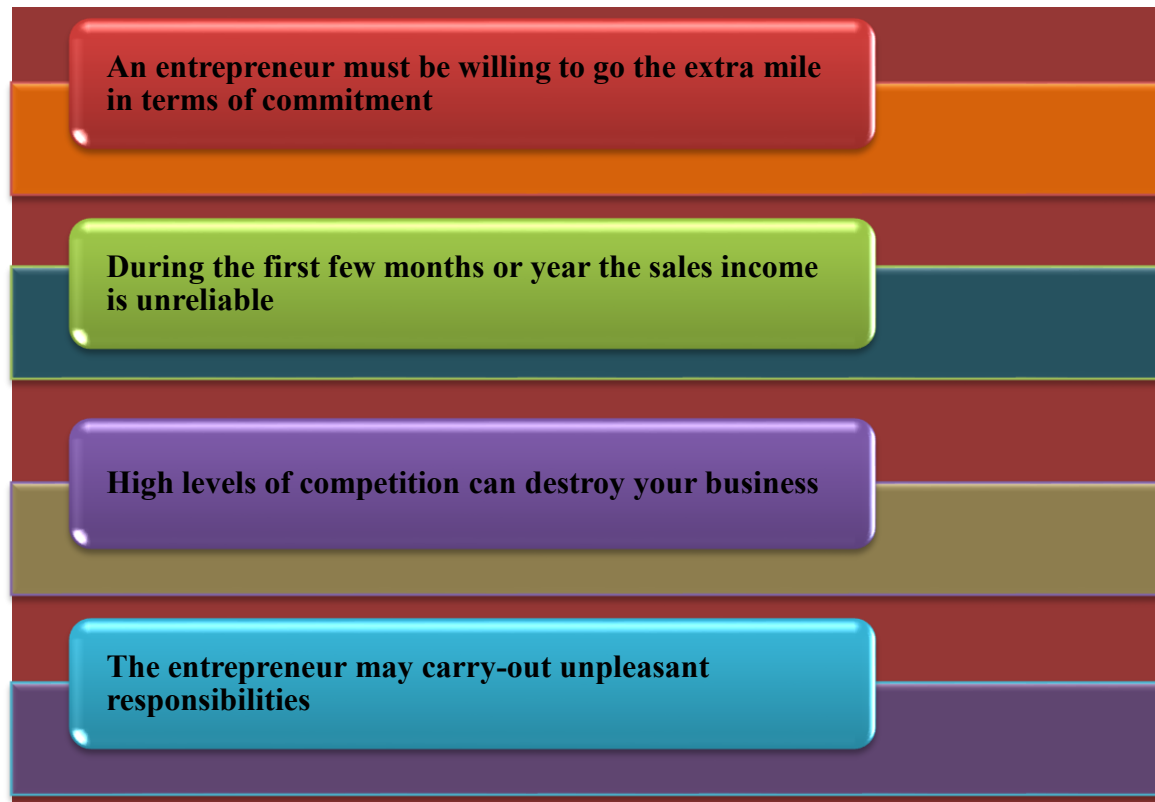 An entrepreneur must be willing to go the extra mile
in terms of commitment
During the first few months or year the sales income
is unreliable
High levels of competition can destroy your business
The entrepreneur may carry-out unpleasant
responsibilities